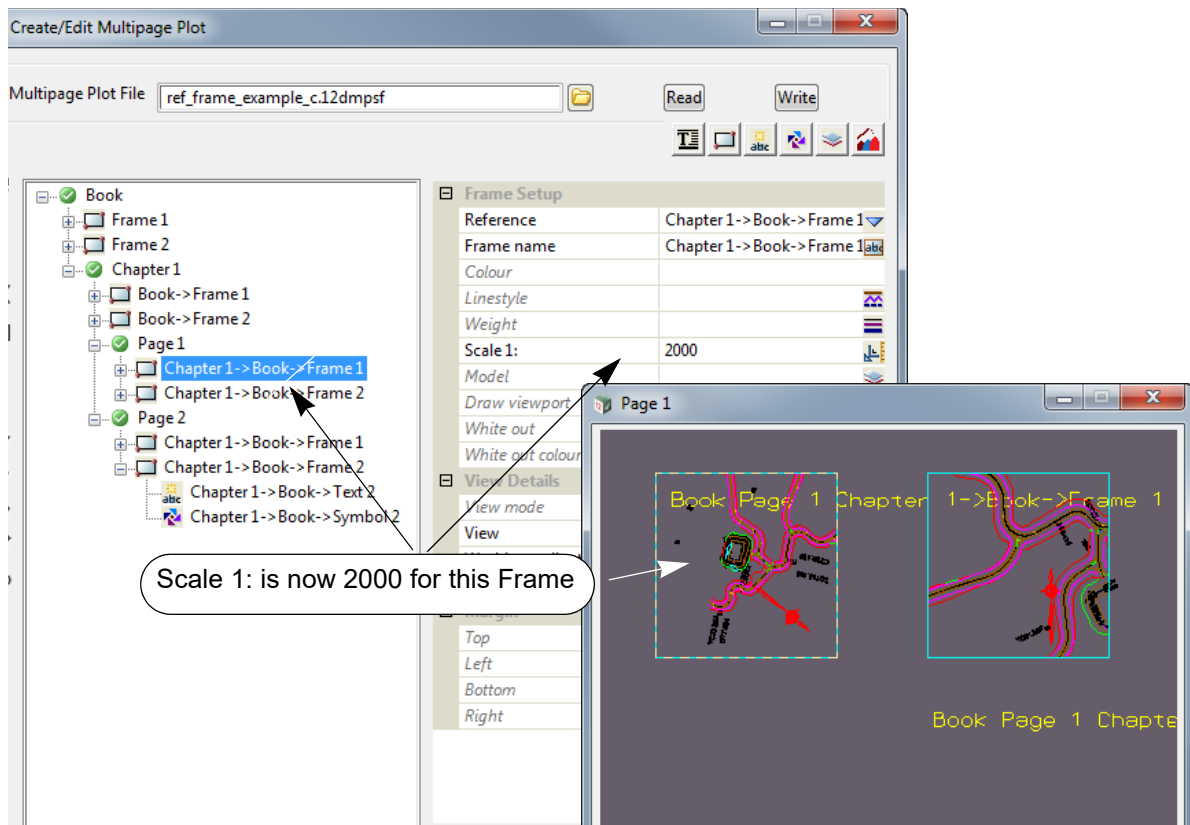 Create/Edit Multipage Plot
Multipage Plot File ref_frame_example_c.12dmpsf Read Write
Book
Frame 1
Frame 2
Chapter 1
Book->Frame 1
Book->Frame 2
Page 1
Chapter 1->Book->Frame 1
Chapter 1->Book->Frame 2
Page 2
Chapter 1->Book->Frame 1
Chapter 1->Book->Frame 2
abc Chapter 1->Book->Text 2
Chapter 1->Book->Symbol 2
Frame Setup
Reference Chapter 1->Book->Frame 1
Frame name Chapter 1->Book->Frame 1
Colour
Linestyle
Weight
Scale 1: 2000
Model
Draw viewport
White out
White out colour
View Details
View mode
View
Margin
Top
Left
Bottom
Right
Scale 1: is now 2000 for this Frame
Page 1
Book Page 1 Chapter 1->Book->Frame 1
Book Page 1 Chapte